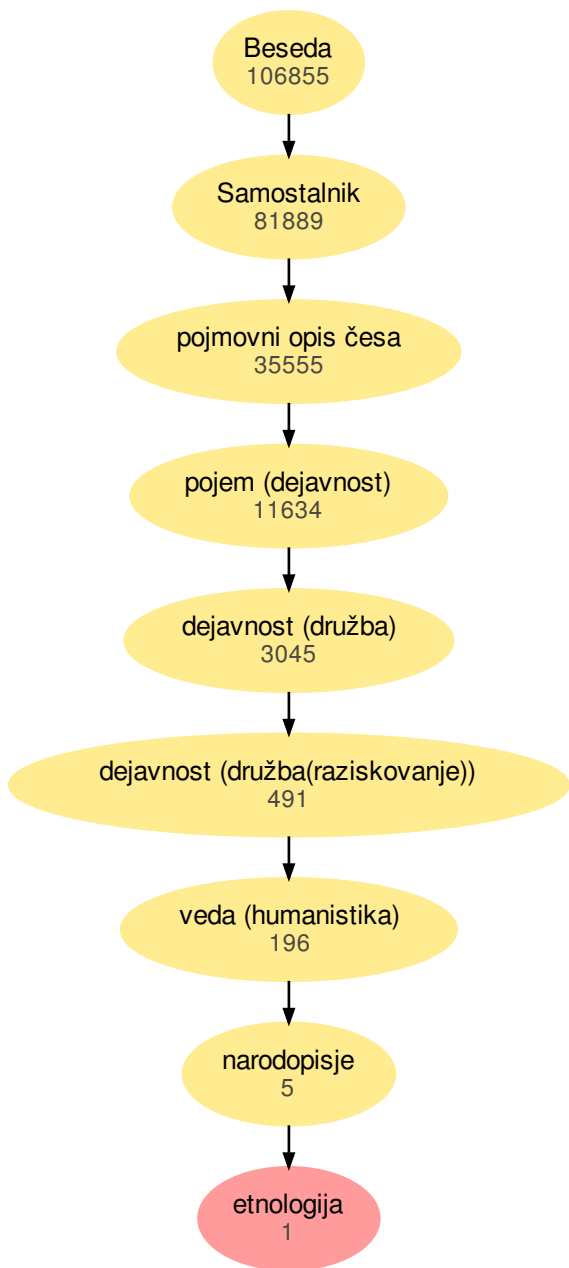 Beseda
106855
Samostalnik
81889
pojmovni opis česa
35555
pojem (dejavnost)
11634
dejavnost (družba)
3045
dejavnost (družba(raziskovanje))
491
veda (humanistika)
196
narodopisje
5
etnologija
1